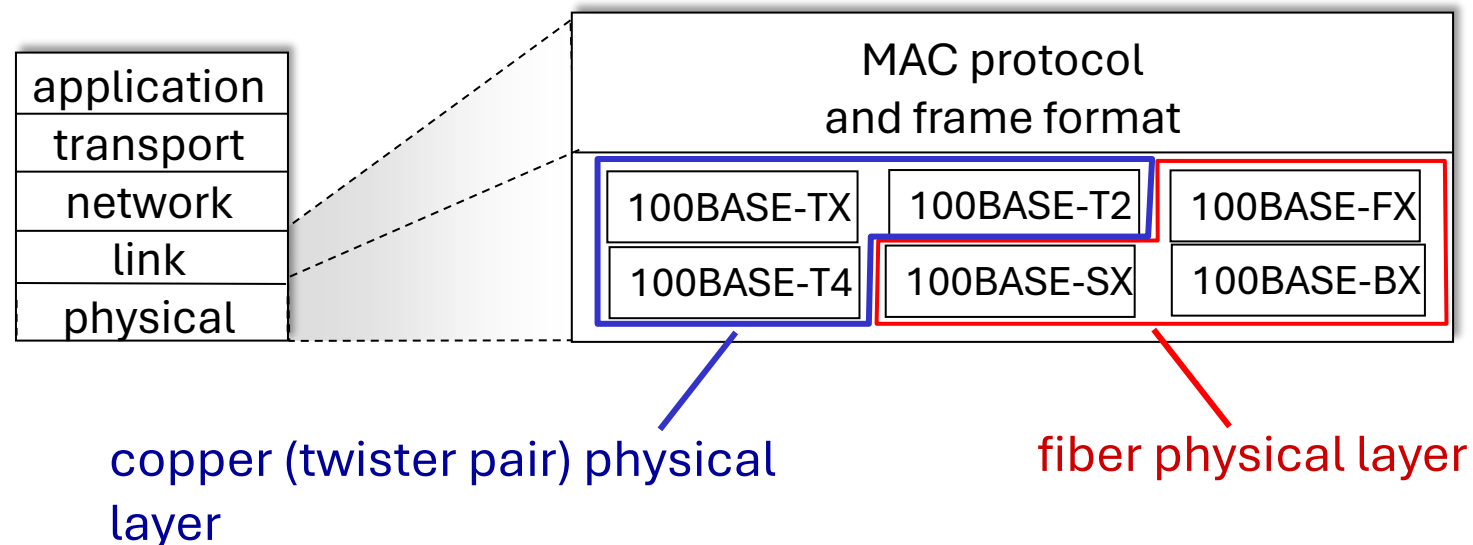 application
transport
network
link
physical
MAC protocol
and frame format
100BASE-TX
100BASE-T2
100BASE-FX
100BASE-T4
100BASE-SX
100BASE-BX
copper (twister pair) physical
layer
fiber physical layer